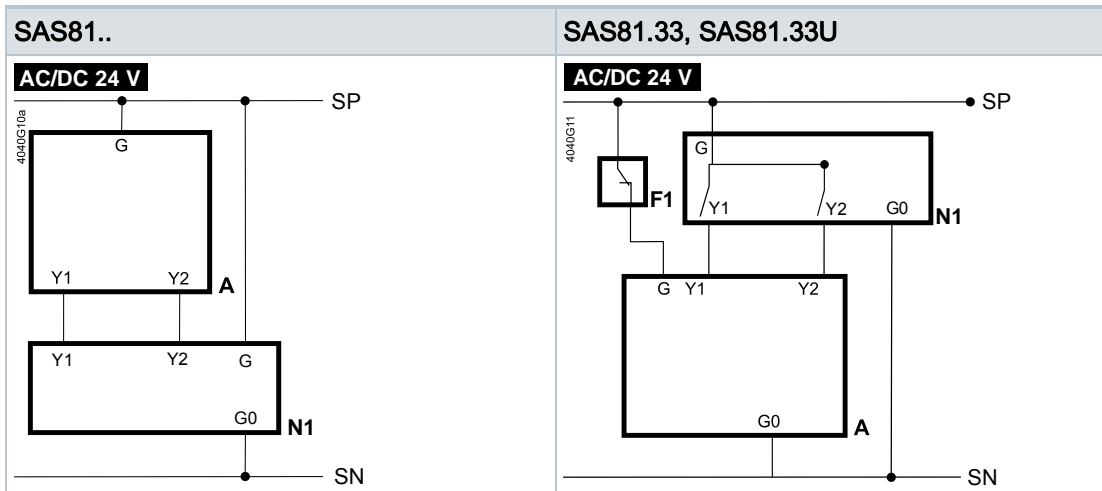 SAS81..
AC/DC 24 V
SP
4040G10a
G
Y1 Y2
A
Y1 Y2 G
G0
N1
SN
SAS81.33, SAS81.33U
AC/DC 24 V
SP
4040G11
G
F1
Y1 Y2 G0
N1
G Y1 Y2
G0
A
SN